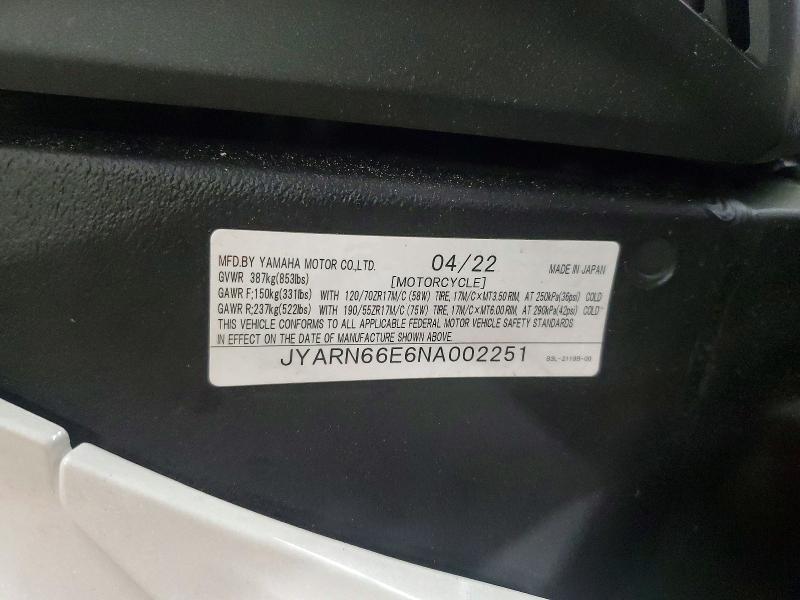 MFD.BY YAMAHA MOTOR CO.,LTD. 04/22 MADE IN JAPAN
GVWR 387kg(853lbs) [MOTORCYCLE]
GAWR F;150kg(331lbs) WITH 120/70ZR17M/C (58W) TIRE, 17M/C×MT3.50 RIM, AT 250kPa(36psi) COLD
GAWR R;237kg(522lbs) WITH 190/55ZR17M/C (75W) TIRE, 17M/C×MT6.00 RIM, AT 290kPa(42psi) COLD
THIS VEHICLE CONFORMS TO ALL APPLICABLE FEDERAL MOTOR VEHICLE SAFETY STANDARDS
IN EFFECT ON THE DATE OF MANUFACTURE SHOWN ABOVE.
JYARN66E6NA002251